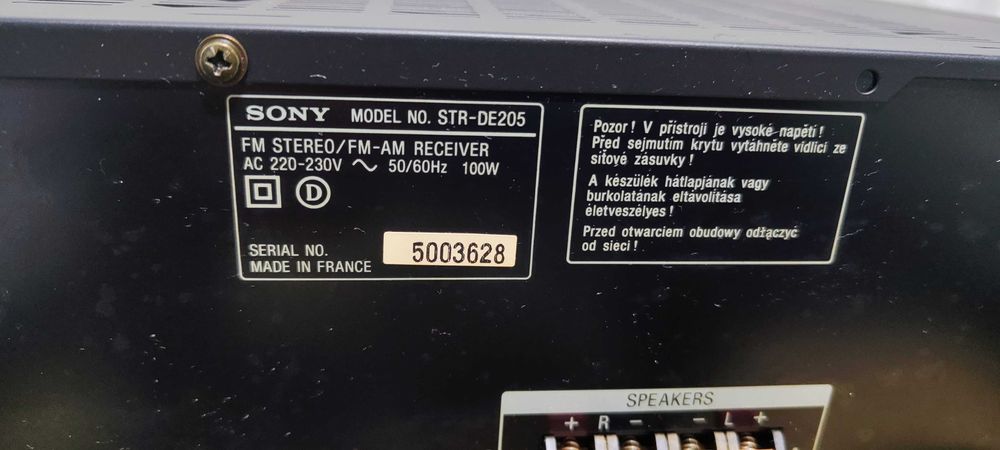 SONY MODEL NO. STR-DE205
FM STEREO/FM-AM RECEIVER
AC 220-230V ~ 50/60Hz 100W
D
SERIAL NO. 5003628
MADE IN FRANCE
Pozor! V přístroji je vysoké napětí!
Před sejmutím krytu vytáhněte vidlici ze
síťové zásuvky!
A készülék hátlapjának vagy
burkolatának eltávolítása
életveszélyes!
Przed otwarciem obudowy odłączyć
od sieci!
SPEAKERS
+ R - - L +